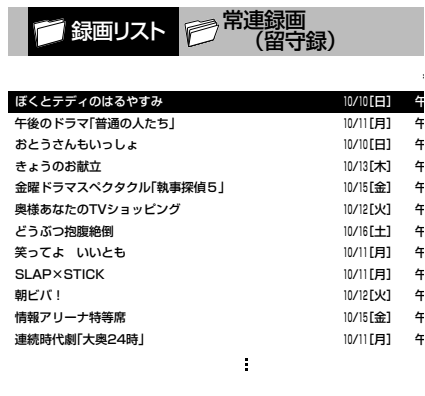 録画リスト
常連録画
（留守録）
ぼくとテディのはるやすみ 10/10[日] 午
午後のドラマ｢普通の人たち｣ 10/11[月] 午
おとうさんもいっしょ 10/10[日] 午
きょうのお献立 10/13[木] 午
金曜ドラマスペクタクル｢執事探偵５｣ 10/15[金] 午
奥様あなたのTVショッピング 10/12[火] 午
どうぶつ抱腹絶倒 10/16[土] 午
笑ってよ　いいとも 10/11[月] 午
SLAP×STICK 10/11[月] 午
朝ビバ！ 10/12[火] 午
情報アリーナ特等席 10/15[金] 午
連続時代劇｢大奥24時｣ 10/11[月] 午